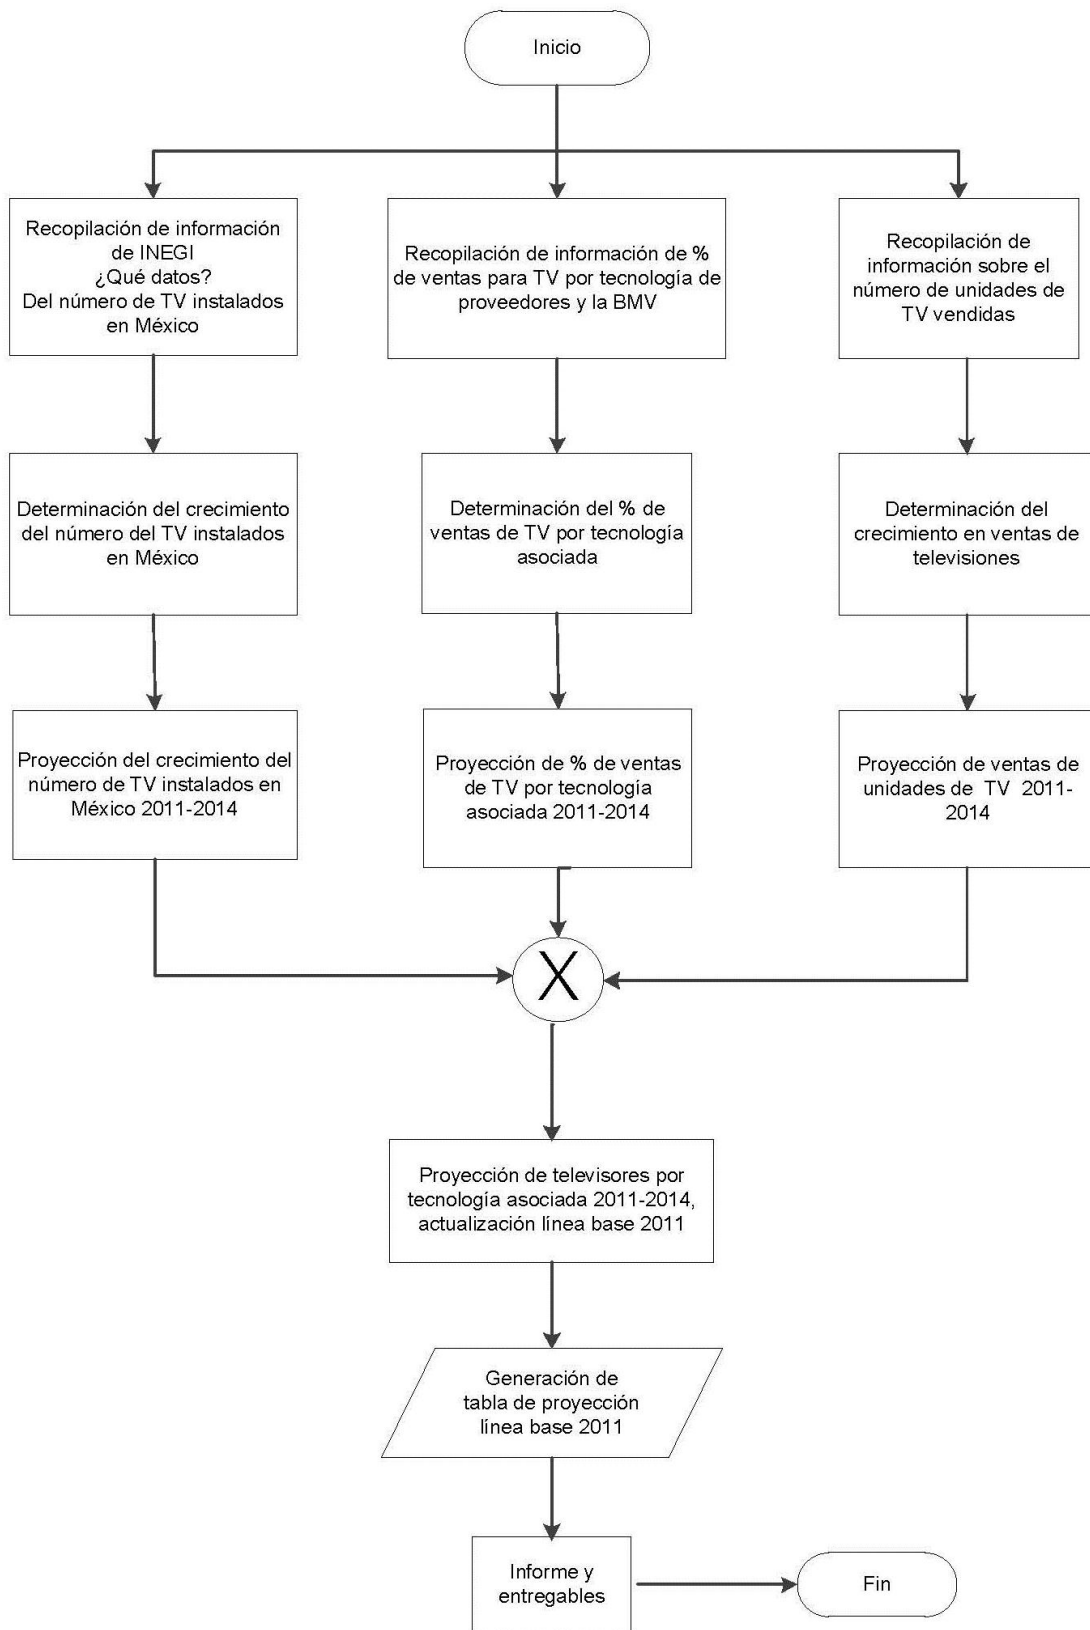 Inicio
Recopilación de información
de INEGI
¿Qué datos?
Del número de TV instalados
en México
Recopilación de información de %
de ventas para TV por tecnología de
proveedores y la BMV
Recopilación de
información sobre el
número de unidades de
TV vendidas
Determinación del crecimiento
del número del TV instalados
en México
Determinación del % de
ventas de TV por tecnología
asociada
Determinación del
crecimiento en ventas de
televisiones
Proyección del crecimiento del
número de TV instalados en
México 2011-2014
Proyección de % de ventas
de TV por tecnología
asociada 2011-2014
Proyección de ventas de
unidades de TV 2011-
2014
X
Proyección de televisores por
tecnología asociada 2011-2014,
actualización línea base 2011
Generación de
tabla de proyección
línea base 2011
Informe y
entregables
Fin